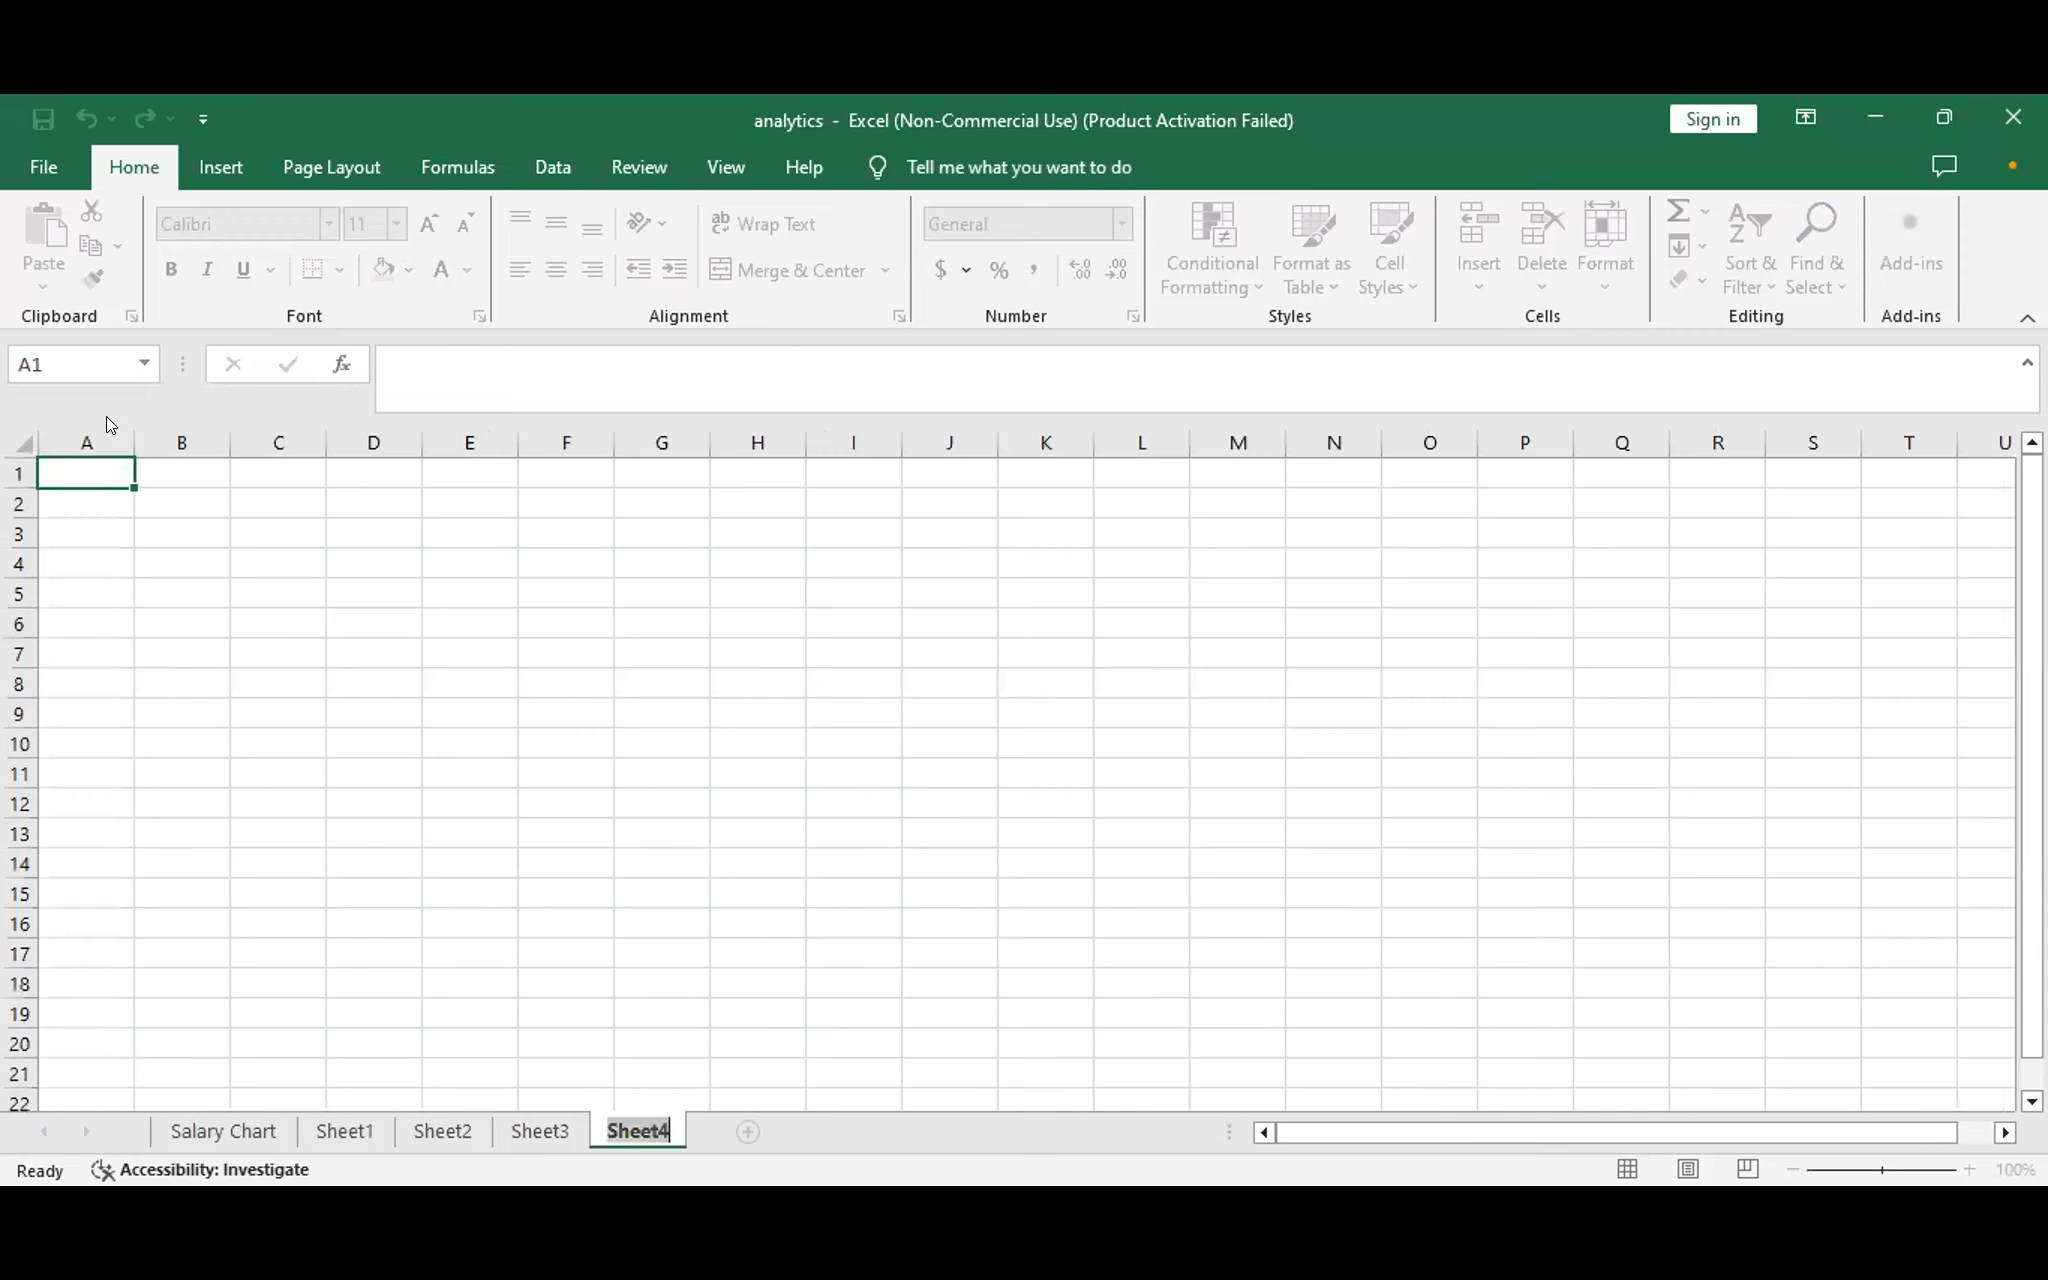 analytics - Excel (Non-Commercial Use) (Product Activation Failed)
Sign in
File Home Insert Page Layout Formulas Data Review View Help Tell me what you want to do
Paste
Calibri 11
B I U A
ab Wrap Text
Merge & Center
General
$ % ,
Conditional Formatting
Format as Table
Cell Styles
Insert Delete Format
Sort & Filter
Find & Select
Add-ins
Clipboard Font Alignment Number Styles Cells Editing Add-ins
A1 fx
A B C D E F G H I J K L M N O P Q R S T U
1
2
3
4
5
6
7
8
9
10
11
12
13
14
15
16
17
18
19
20
21
22
Salary Chart Sheet1 Sheet2 Sheet3 Sheet4
Ready Accessibility: Investigate 100%